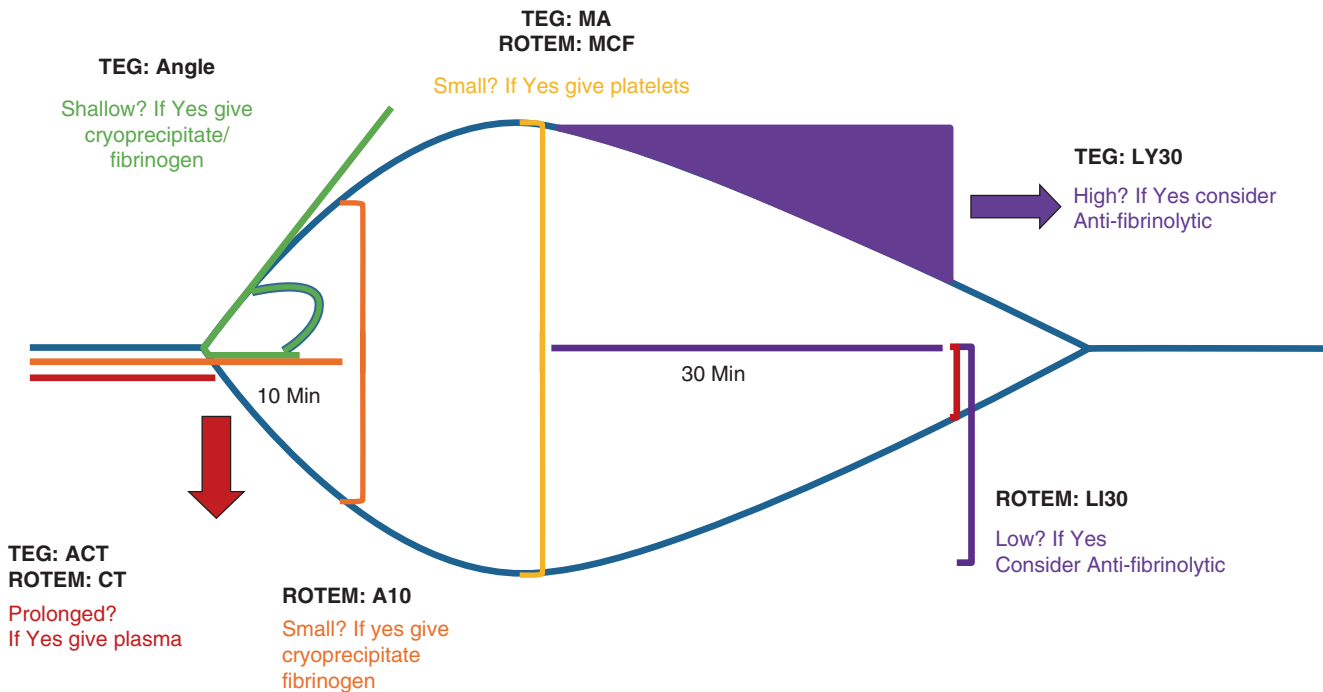 TEG: MA
ROTEM: MCF
Small? If Yes give platelets
TEG: Angle
Shallow? If Yes give
cryoprecipitate/
fibrinogen
TEG: LY30
High? If Yes consider
Anti-fibrinolytic
10 Min
30 Min
ROTEM: LI30
Low? If Yes
Consider Anti-fibrinolytic
TEG: ACT
ROTEM: CT
Prolonged?
If Yes give plasma
ROTEM: A10
Small? If yes give
cryoprecipitate
fibrinogen